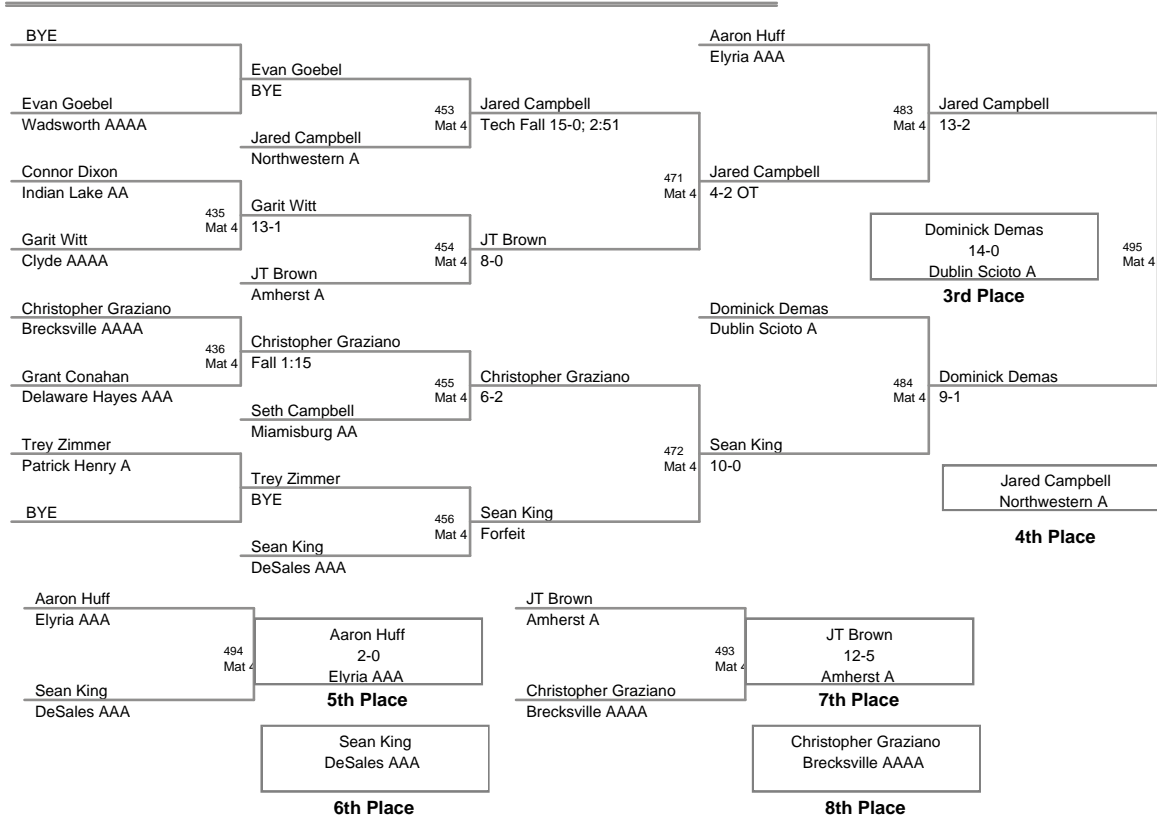 BYE
Evan Goebel
Wadsworth AAAA
Connor Dixon
Indian Lake AA
435
Mat 4
Garit Witt
Clyde AAAA
Christopher Graziano
Brecksville AAAA
436
Mat 4
Grant Conahan
Delaware Hayes AAA
Trey Zimmer
Patrick Henry A
BYE
Evan Goebel
BYE
453
Mat 4
Jared Campbell
Northwestern A
Garit Witt
13-1
454
Mat 4
JT Brown
Amherst A
Christopher Graziano
Fall 1:15
455
Mat 4
Seth Campbell
Miamisburg AA
Trey Zimmer
BYE
456
Mat 4
Sean King
DeSales AAA
Jared Campbell
Tech Fall 15-0; 2:51
471
Mat 4
JT Brown
8-0
Christopher Graziano
6-2
472
Mat 4
Sean King
Forfeit
Aaron Huff
Elyria AAA
483
Mat 4
Jared Campbell
4-2 OT
Dominick Demas
Dublin Scioto A
484
Mat 4
Sean King
10-0
Jared Campbell
13-2
Dominick Demas
14-0
Dublin Scioto A
3rd Place
495
Mat 4
Dominick Demas
9-1
Jared Campbell
Northwestern A
4th Place
Aaron Huff
Elyria AAA
494
Mat 4
Sean King
DeSales AAA
Aaron Huff
2-0
Elyria AAA
5th Place
Sean King
DeSales AAA
6th Place
JT Brown
Amherst A
493
Mat 4
Christopher Graziano
Brecksville AAAA
JT Brown
12-5
Amherst A
7th Place
Christopher Graziano
Brecksville AAAA
8th Place